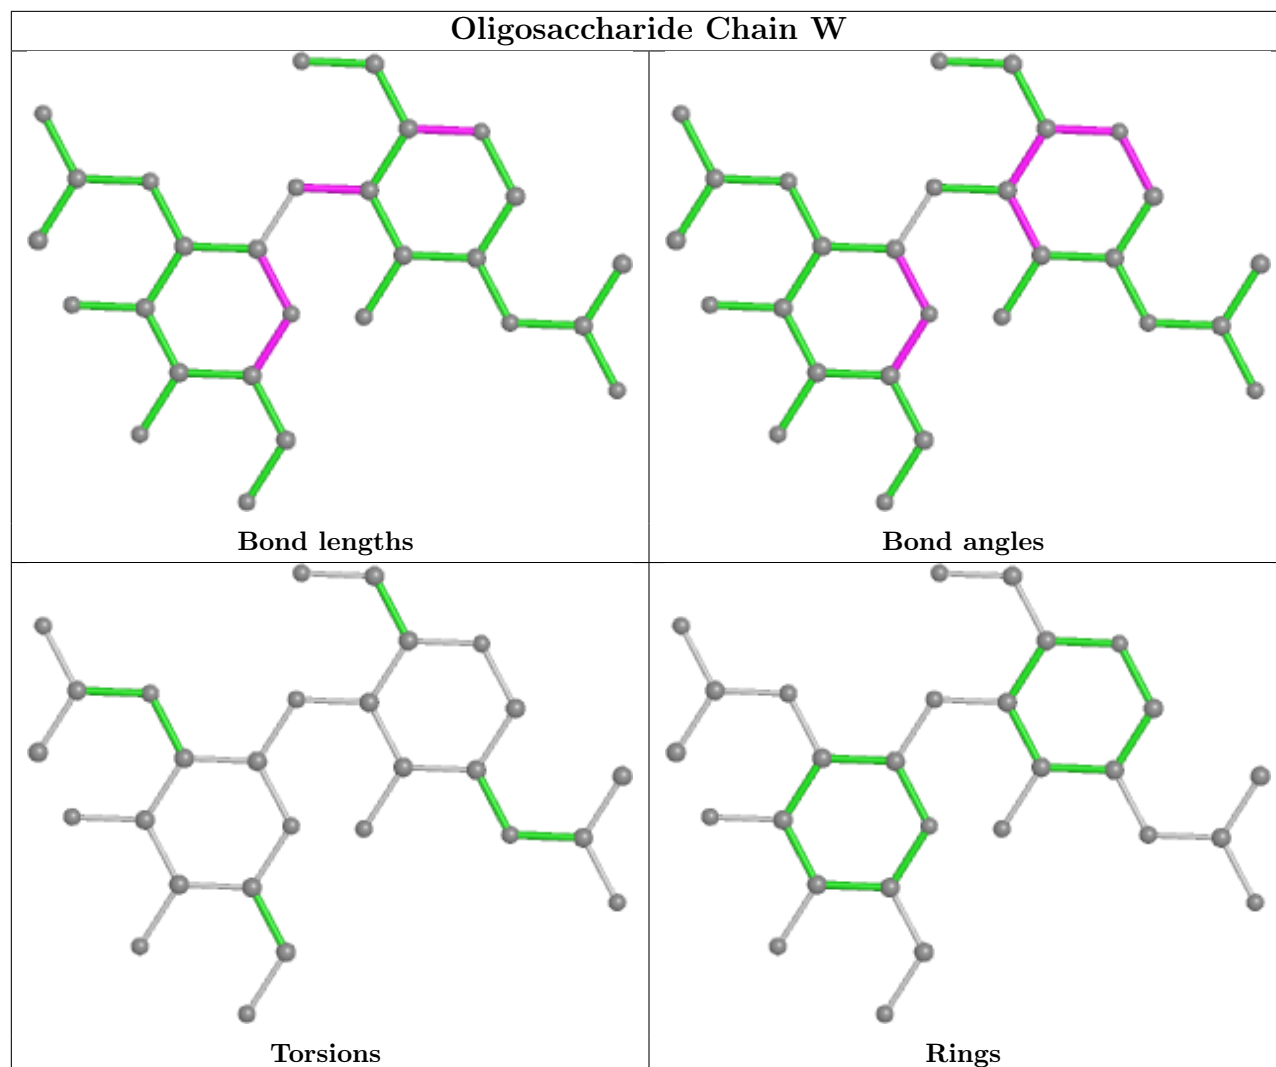 Oligosaccharide Chain W
Bond lengths
Bond angles
Torsions
Rings